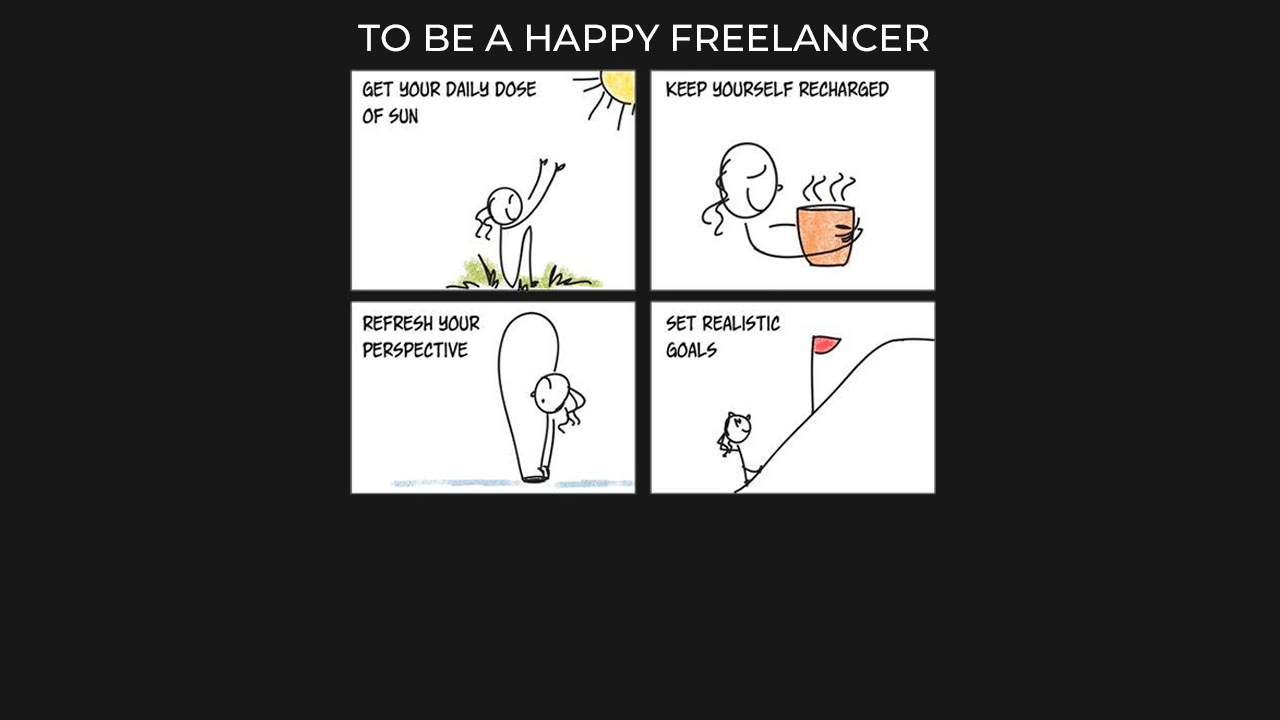 TO BE A HAPPY FREELANCER
GET YOUR DAILY DOSE
OF SUN
KEEP YOURSELF RECHARGED
REFRESH YOUR
PERSPECTIVE
SET REALISTIC
GOALS